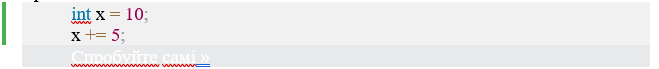 int x = 10;
x += 5;
Спробуйте самі »